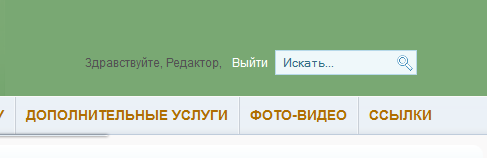 Здравствуйте, Редактор, Выйти Искать...
ДОПОЛНИТЕЛЬНЫЕ УСЛУГИ ФОТО-ВИДЕО ССЫЛКИ